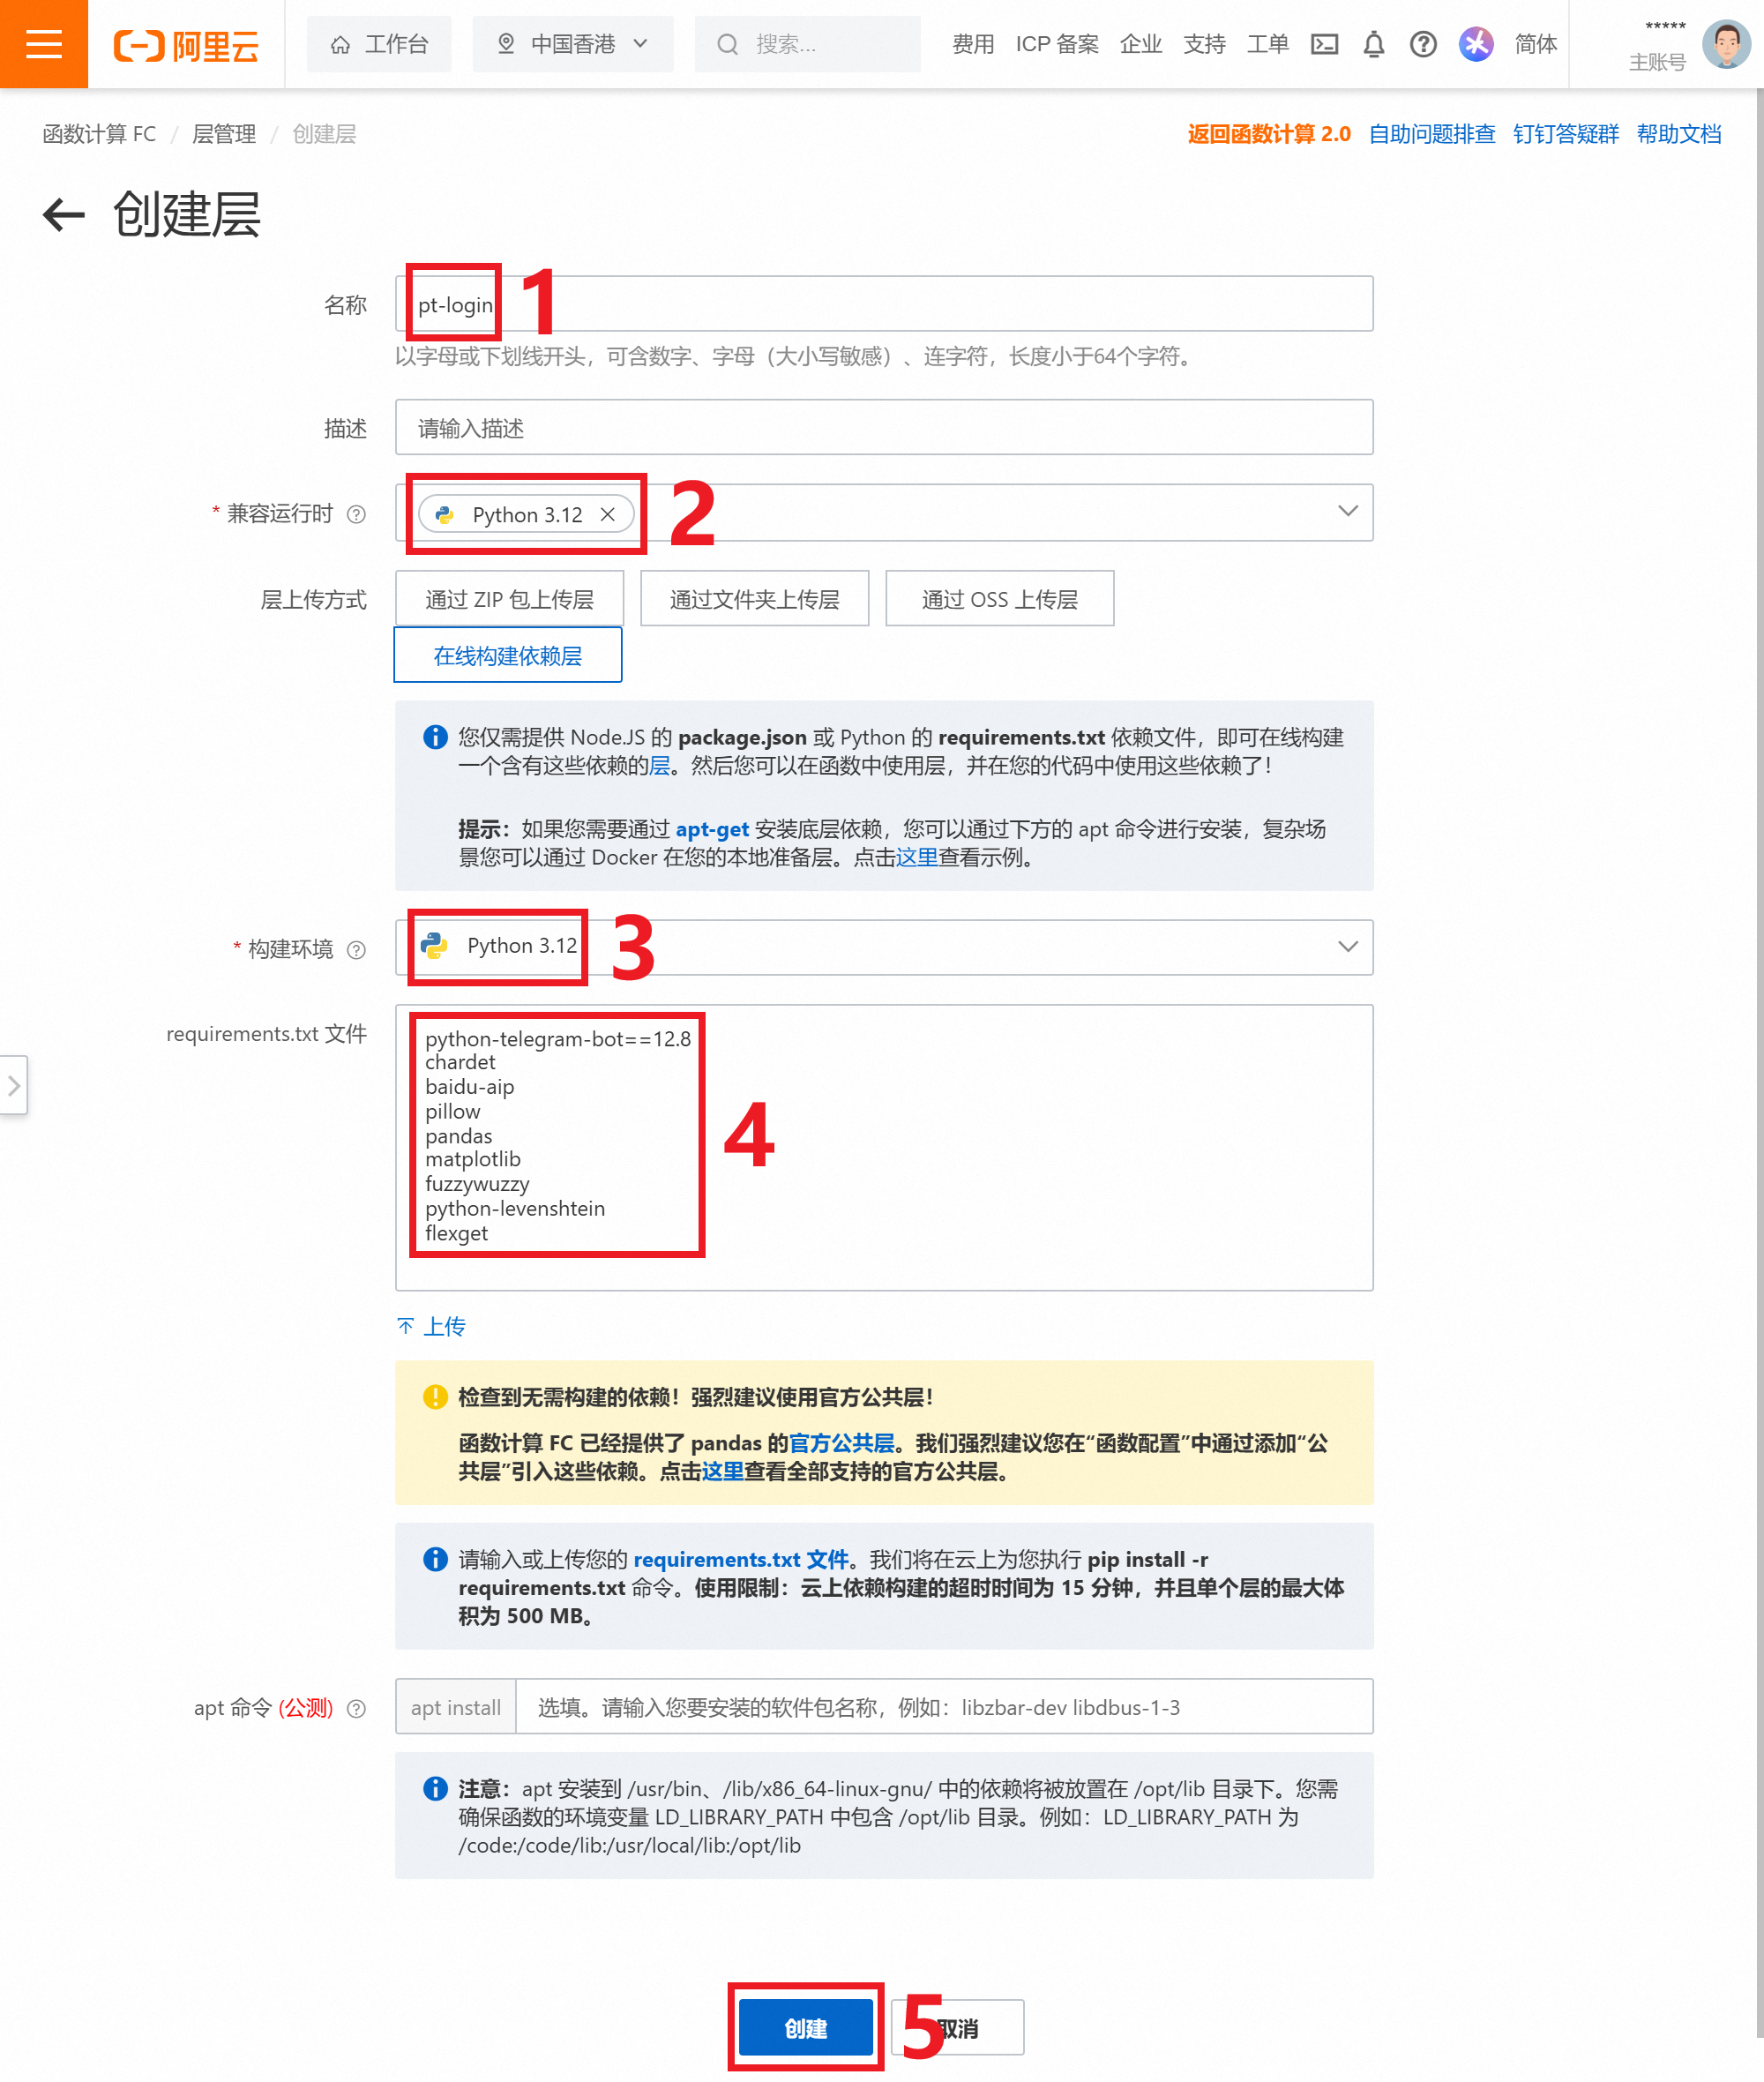 阿里云
工作台
中国香港
搜索...
费用 ICP 备案 企业 支持 工单 简体
*****
主账号
函数计算 FC / 层管理 / 创建层
返回函数计算 2.0 自助问题排查 钉钉答疑群 帮助文档
创建层
名称
pt-login
1
以字母或下划线开头，可含数字、字母（大小写敏感）、连字符，长度小于64个字符。
描述
请输入描述
* 兼容运行时
Python 3.12
2
层上传方式
通过 ZIP 包上传层 通过文件夹上传层 通过 OSS 上传层
在线构建依赖层
您仅需提供 Node.JS 的 package.json 或 Python 的 requirements.txt 依赖文件，即可在线构建
一个含有这些依赖的层。然后您可以在函数中使用层，并在您的代码中使用这些依赖了！
提示：如果您需要通过 apt-get 安装底层依赖，您可以通过下方的 apt 命令进行安装，复杂场
景您可以通过 Docker 在您的本地准备层。点击这里查看示例。
* 构建环境
Python 3.12
3
requirements.txt 文件
python-telegram-bot==12.8
chardet
baidu-aip
pillow
pandas
matplotlib
fuzzywuzzy
python-levenshtein
flexget
4
上传
检查到无需构建的依赖！强烈建议使用官方公共层！
函数计算 FC 已经提供了 pandas 的官方公共层。我们强烈建议您在“函数配置”中通过添加“公
共层”引入这些依赖。点击这里查看全部支持的官方公共层。
请输入或上传您的 requirements.txt 文件。我们将在云上为您执行 pip install -r
requirements.txt 命令。使用限制：云上依赖构建的超时时间为 15 分钟，并且单个层的最大体
积为 500 MB。
apt 命令 (公测)
apt install
选填。请输入您要安装的软件包名称，例如：libzbar-dev libdbus-1-3
注意：apt 安装到 /usr/bin、/lib/x86_64-linux-gnu/ 中的依赖将被放置在 /opt/lib 目录下。您需
确保函数的环境变量 LD_LIBRARY_PATH 中包含 /opt/lib 目录。例如：LD_LIBRARY_PATH 为
/code:/code/lib:/usr/local/lib:/opt/lib
创建
5
取消